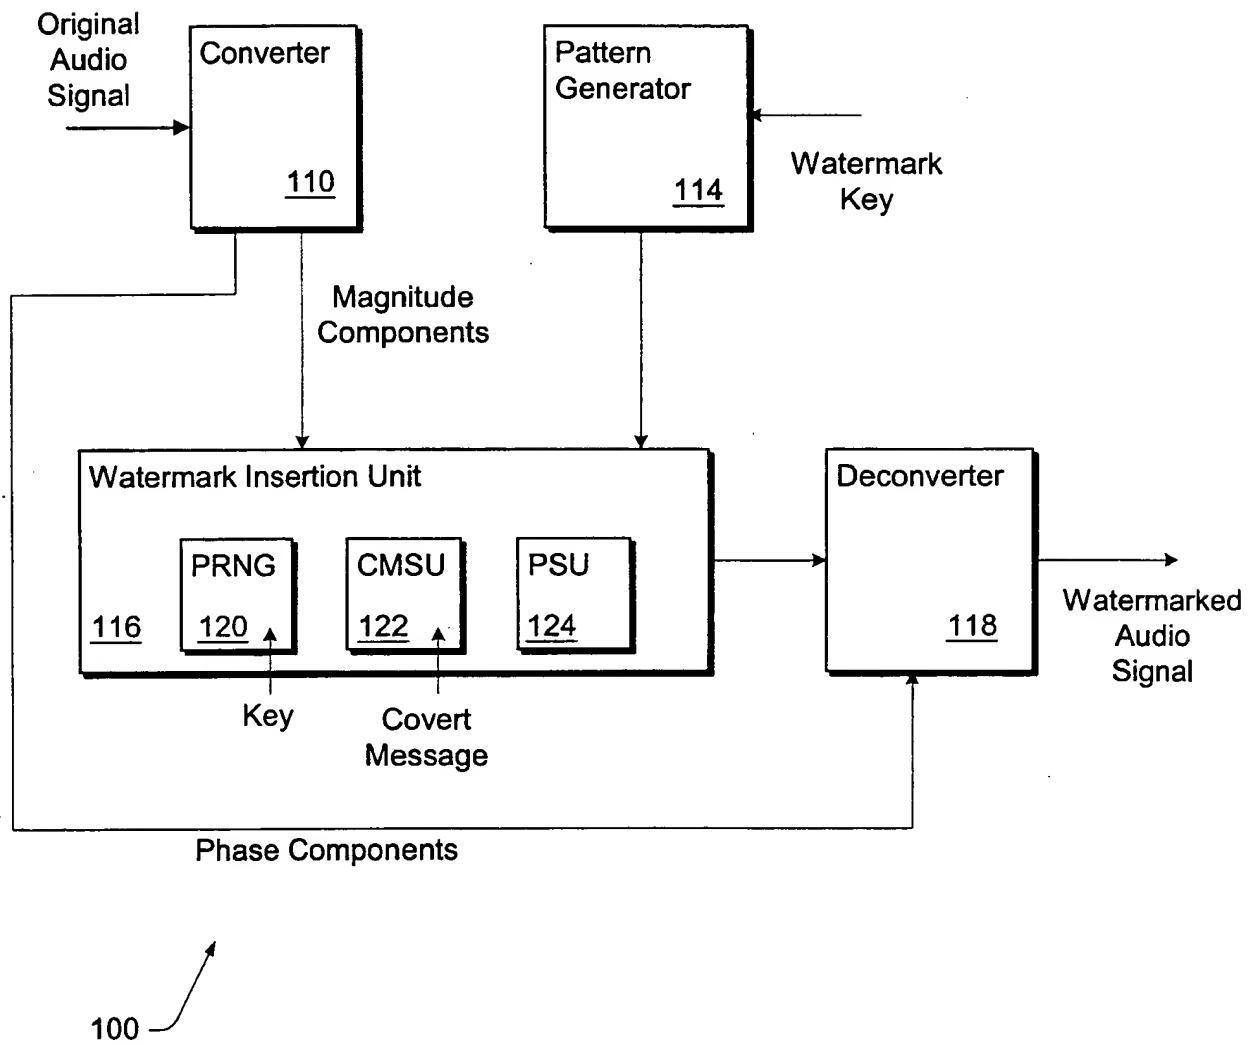 Original
Audio
Signal
Converter
110
Pattern
Generator
114
Watermark
Key
Magnitude
Components
Watermark Insertion Unit
116
PRNG
120
CMSU
122
PSU
124
Key
Covert
Message
Deconverter
118
Watermarked
Audio
Signal
Phase Components
100